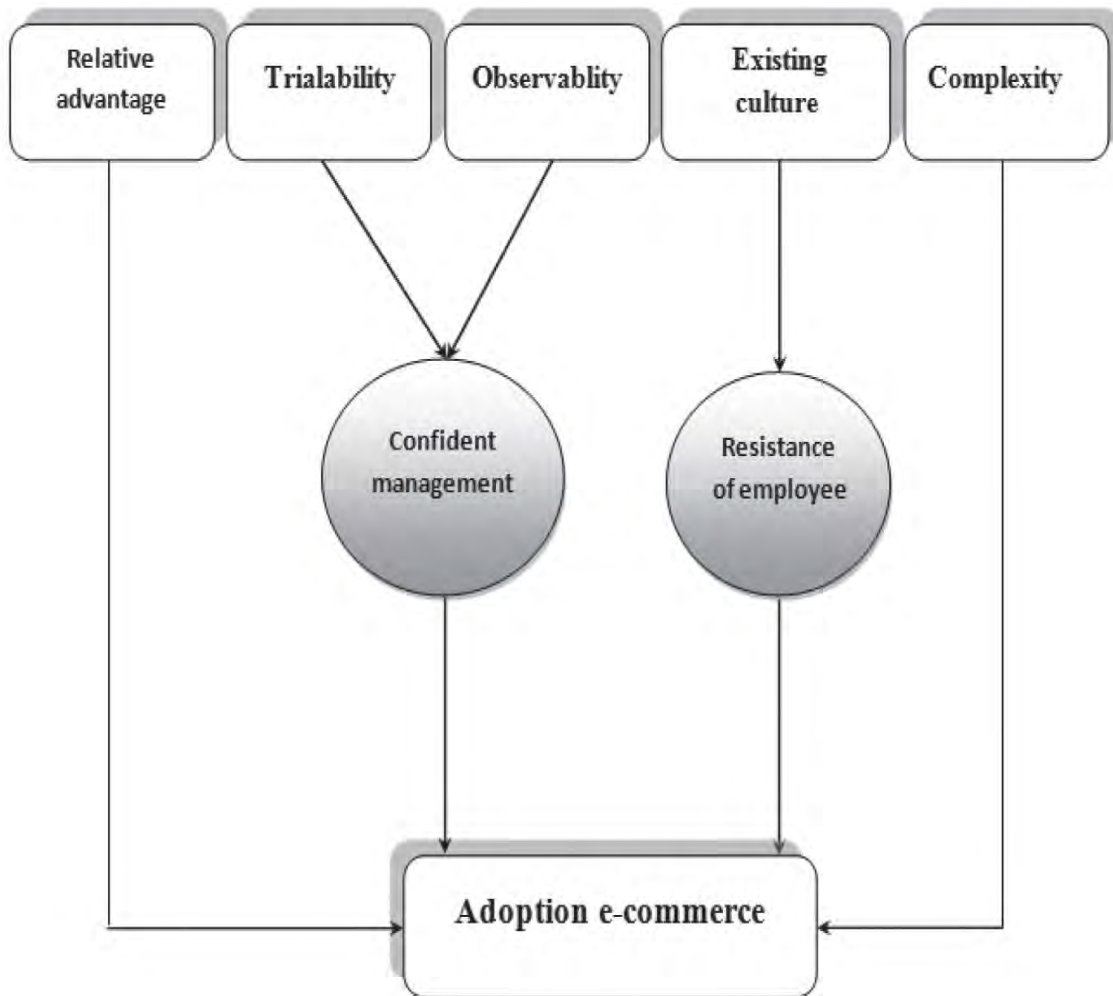 Relative
advantage
Trialability
Observablity
Existing
culture
Complexity
Confident
management
Resistance
of employee
Adoption e-commerce